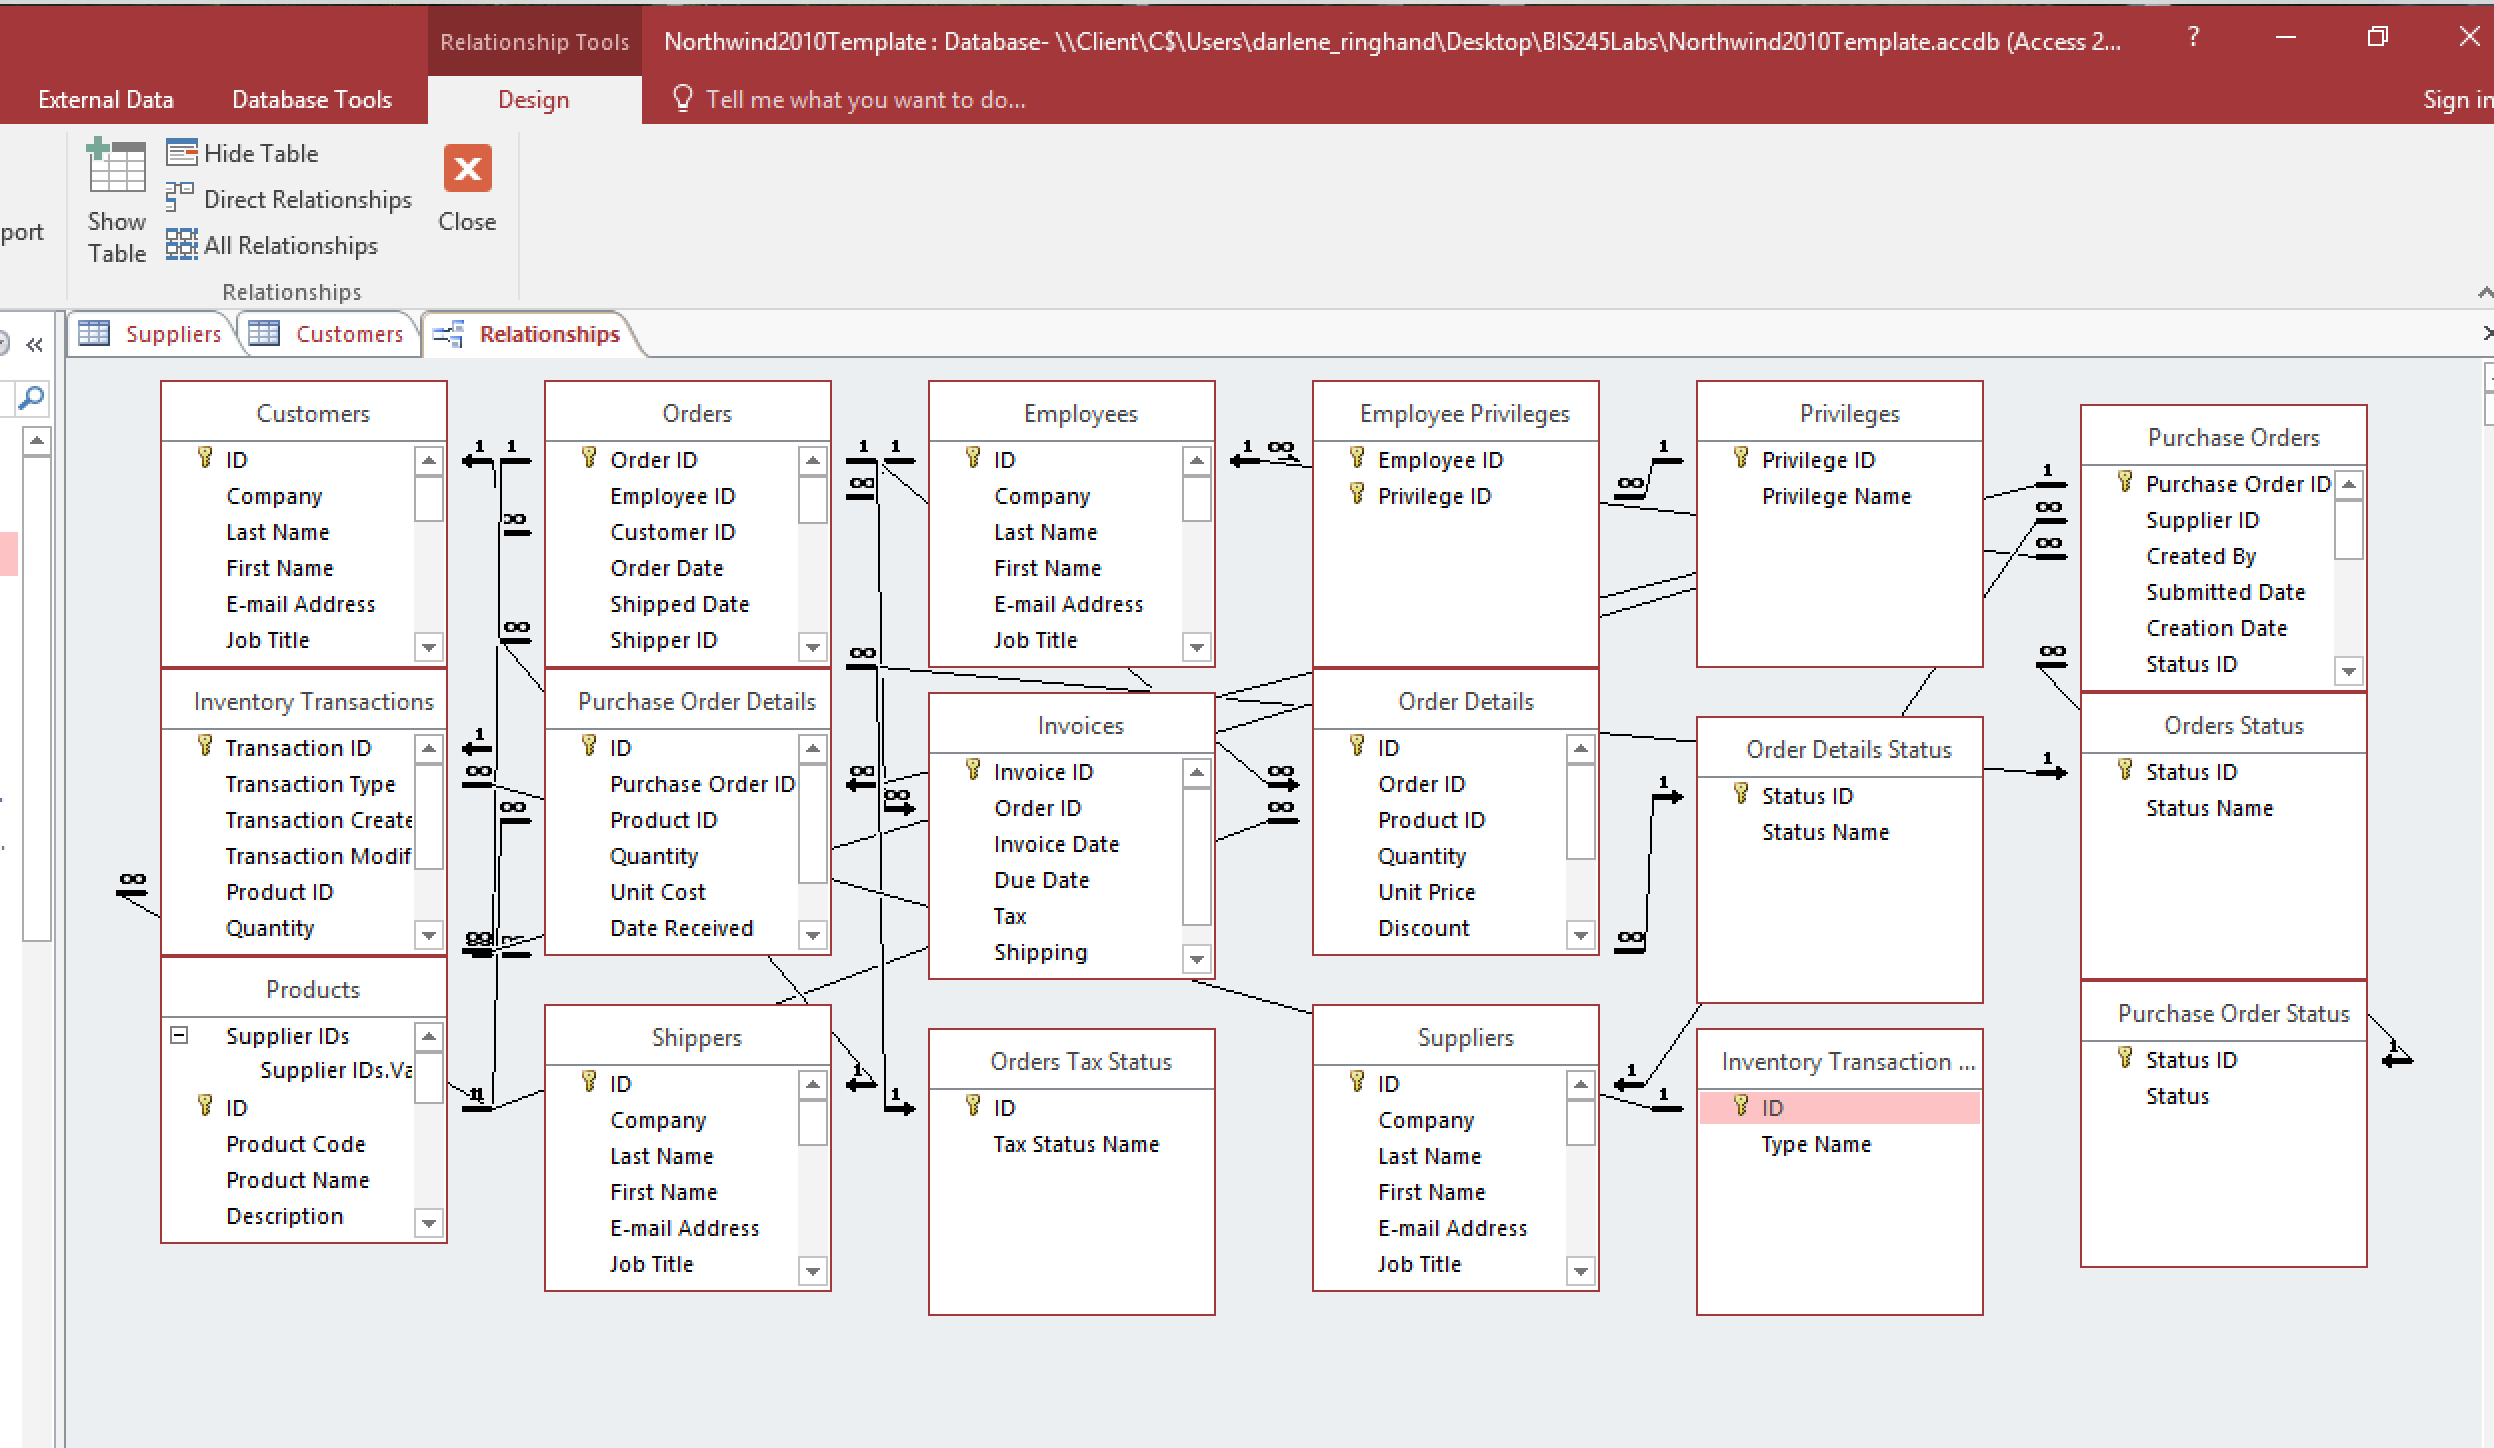 Relationship Tools
Northwind2010Template : Database- \\Client\C$\Users\darlene_ringhand\Desktop\BIS245Labs\Northwind2010Template.accdb (Access 2...
?
External Data
Database Tools
Design
Tell me what you want to do...
Sign in
port
Show
Table
Hide Table
Direct Relationships
All Relationships
Close
Relationships
Suppliers
Customers
Relationships
Customers
ID
Company
Last Name
First Name
E-mail Address
Job Title
Orders
Order ID
Employee ID
Customer ID
Order Date
Shipped Date
Shipper ID
Employees
ID
Company
Last Name
First Name
E-mail Address
Job Title
Employee Privileges
Employee ID
Privilege ID
Privileges
Privilege ID
Privilege Name
Purchase Orders
Purchase Order ID
Supplier ID
Created By
Submitted Date
Creation Date
Status ID
Inventory Transactions
Transaction ID
Transaction Type
Transaction Create
Transaction Modif
Product ID
Quantity
Purchase Order Details
ID
Purchase Order ID
Product ID
Quantity
Unit Cost
Date Received
Invoices
Invoice ID
Order ID
Invoice Date
Due Date
Tax
Shipping
Order Details
ID
Order ID
Product ID
Quantity
Unit Price
Discount
Order Details Status
Status ID
Status Name
Orders Status
Status ID
Status Name
Products
Supplier IDs
Supplier IDs.Va
ID
Product Code
Product Name
Description
Shippers
ID
Company
Last Name
First Name
E-mail Address
Job Title
Orders Tax Status
ID
Tax Status Name
Suppliers
ID
Company
Last Name
First Name
E-mail Address
Job Title
Inventory Transaction ...
ID
Type Name
Purchase Order Status
Status ID
Status